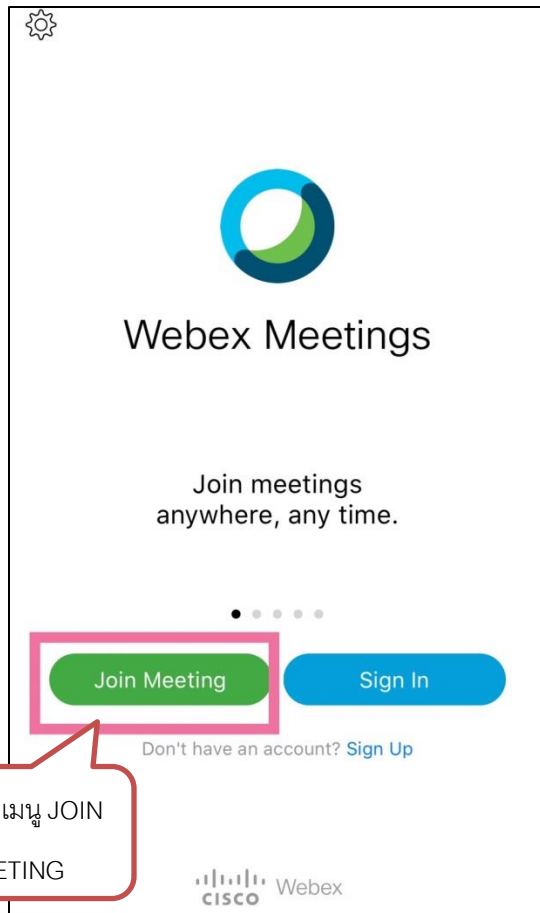 Webex Meetings
Join meetings
anywhere, any time.
Join Meeting
Sign In
Don't have an account? Sign Up
เมนู JOIN
ETING
CISCO Webex